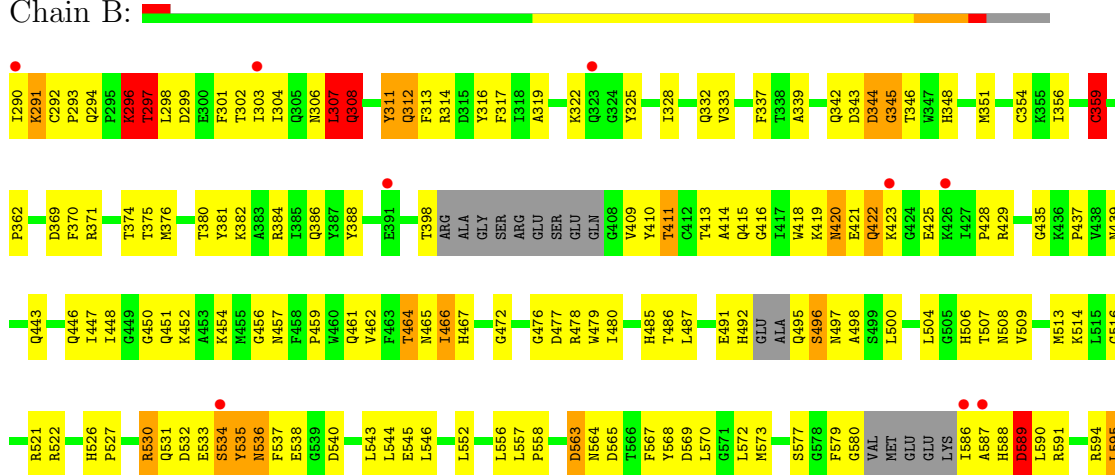 Chain B:
I290 K291 C292 P293 Q294 P295 K296 T297 L298 D299 E300 F301 T302 I303 I304 Q305 N306 L307 Q308 Y311 Q312 F313 R314 D315 Y316 F317 I318 A319 K322 Q323 G324 Y325 I328 Q332 V333 F337 T338 A339 Q342 D343 D344 G345 T346 W347 H348 M351 C354 K355 I356 C359
P362 D369 F370 R371 T374 T375 M376 T380 Y381 K382 A383 R384 I385 Q386 Y387 Y388 E391 T398 ARG ALA GLY SER ARG GLU SER GLU GLN G408 V409 Y410 T411 C412 T413 A414 Q415 G416 I417 W418 K419 N420 E421 Q422 K423 G424 E425 K426 I427 P428 R429 G435 K436 P437 V438 N439
Q443 Q446 I447 I448 G449 G450 Q451 K452 A453 K454 M455 G456 N457 F458 P459 W460 Q461 V462 F463 T464 N465 I466 H467 G472 G476 D477 R478 W479 I480 H485 T486 L487 E491 H492 GLU ALA Q495 S496 N497 A498 S499 L500 L504 G505 H506 T507 N508 V509 M513 K514 L515 G516
R521 R522 H526 P527 R530 Q531 D532 E533 S534 Y535 N536 F537 E538 G539 D540 L543 L544 E545 L546 L552 L556 L557 P558 D563 N564 D565 T566 F567 Y568 D569 L570 G571 L572 M573 S577 G578 F579 G580 VAL MET GLU GLU LYS I586 A587 H588 D589 L590 R591 R594 L595